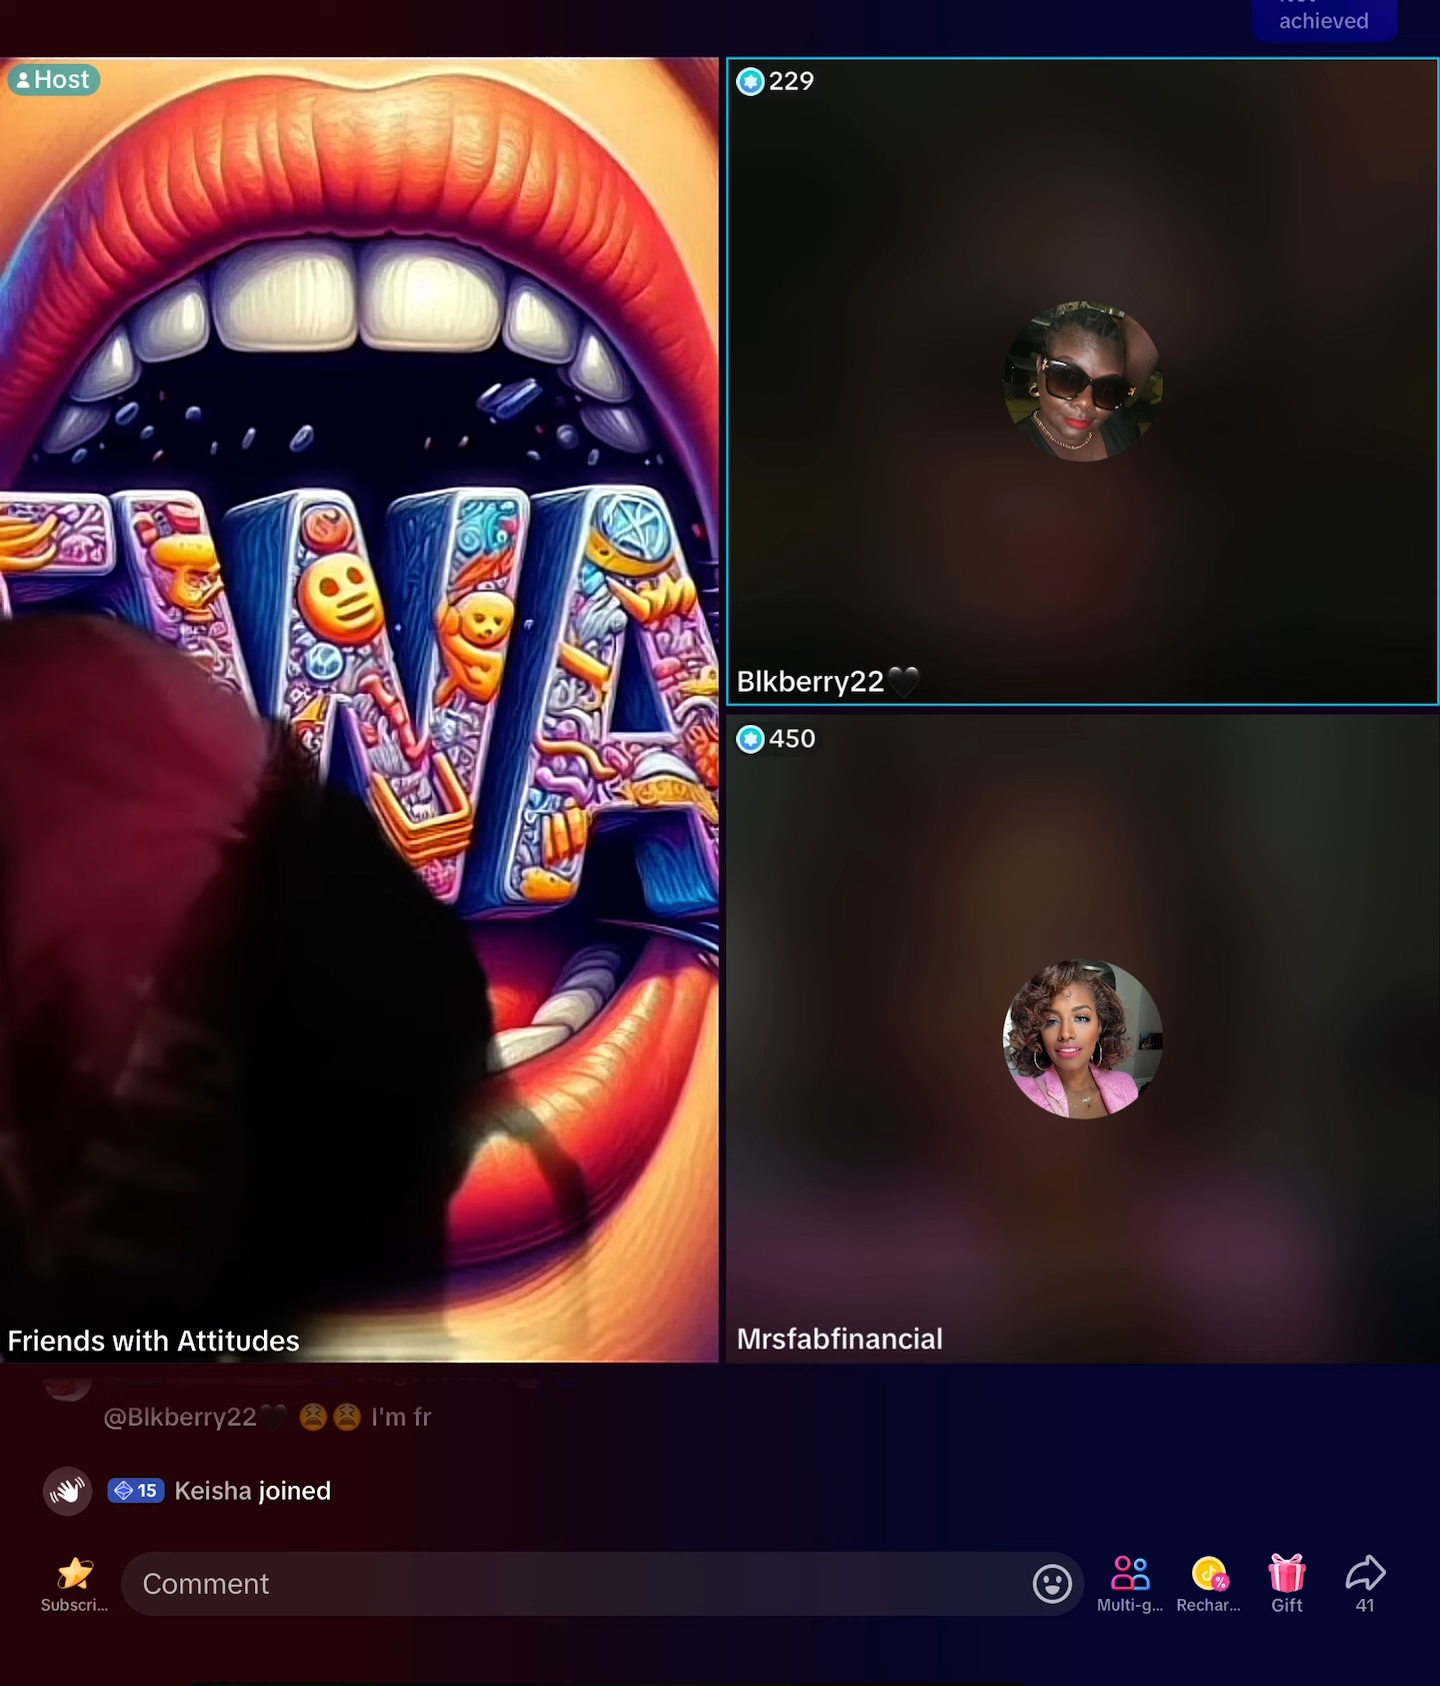 achieved
Host
229
FWA
Blkberry22🖤
450
Friends with Attitudes
Mrsfabfinancial
@Blkberry22🖤 😫😫 I'm fr
15 Keisha joined
Comment
Subscri...
Multi-g...
Rechar...
Gift
41